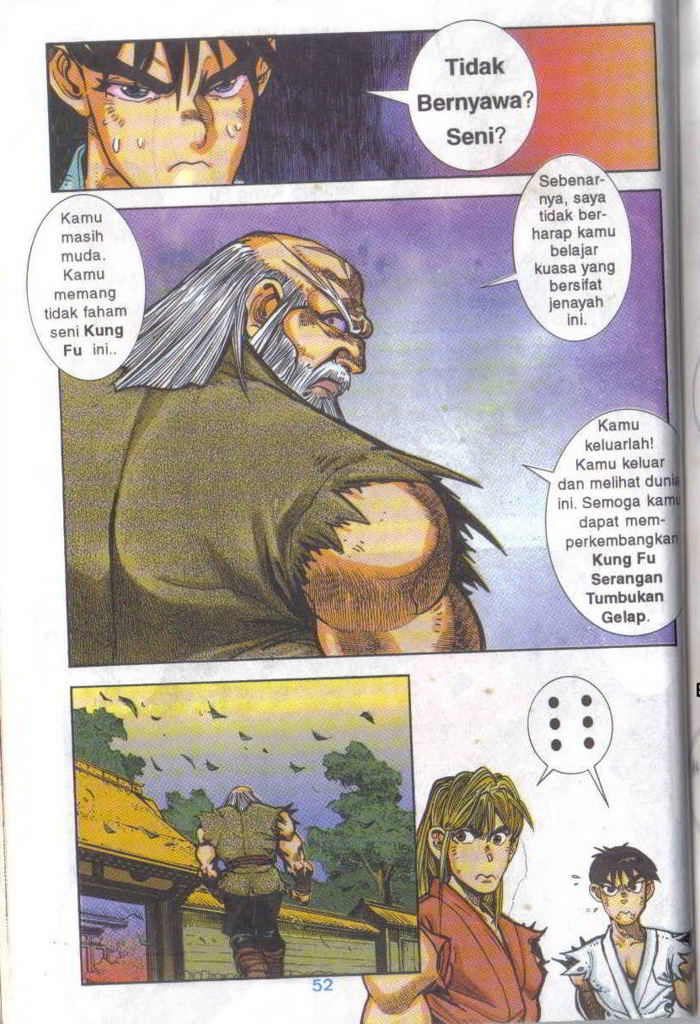 Tidak
Bernyawa?
Seni?
Kamu
masih
muda.
Kamu
memang
tidak faham
seni Kung
Fu ini..
Sebenar-
nya, saya
tidak ber-
harap kamu
belajar
kuasa yang
bersifat
jenayah
ini.
Kamu
keluarlah!
Kamu keluar
dan melihat dunia
ini. Semoga kamu
dapat mem-
perkembangkan
Kung Fu
Serangan
Tumbukan
Gelap.
52